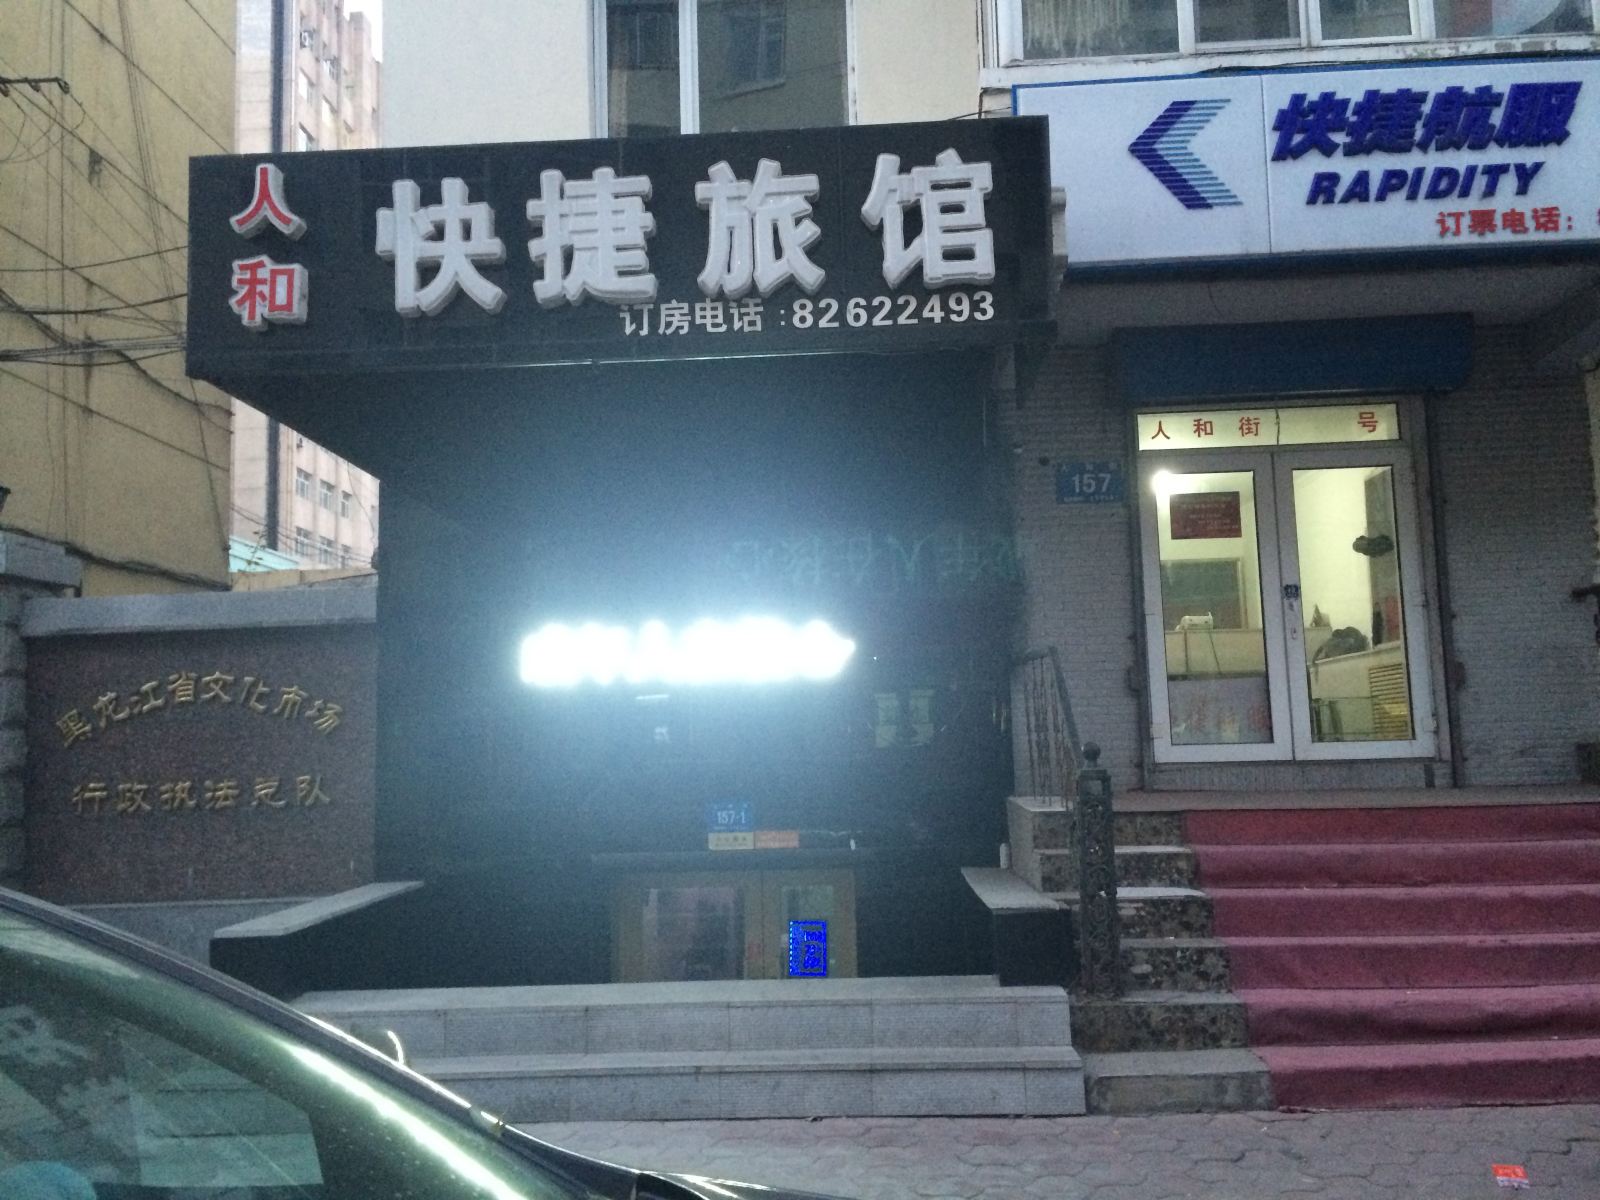 人和
快捷旅馆
订房电话:82622493
快捷航服
RAPIDITY
订票电话:
人和街 号
157
黑龙江省文化市场
行政执法总队
157-1